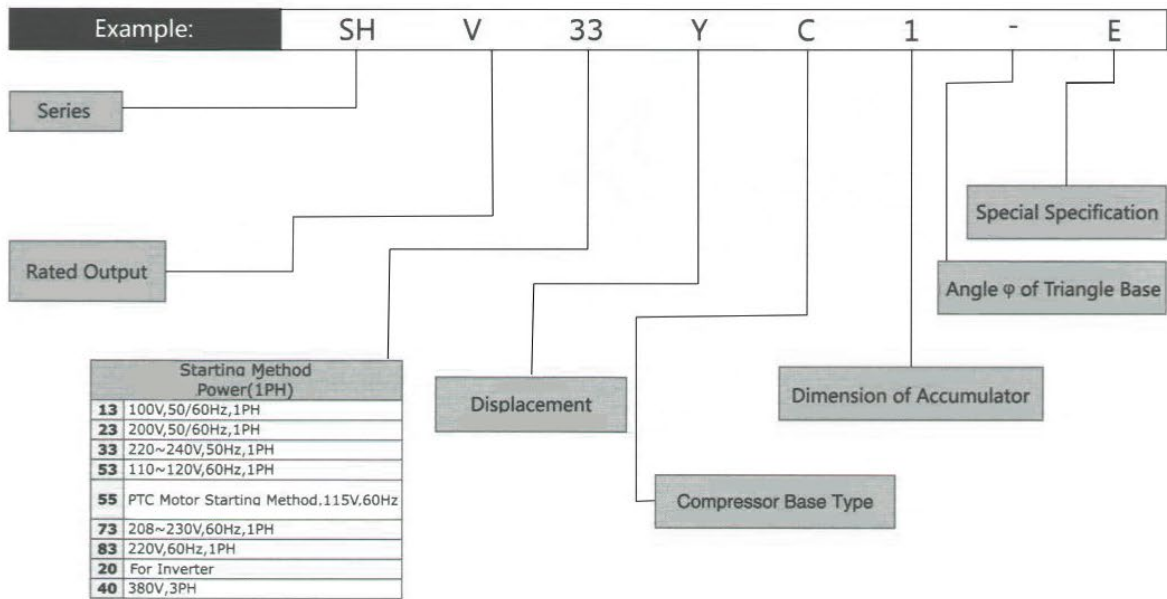 Example: SH V 33 Y C 1 - E
Series
Special Specification
Rated Output
Angle φ of Triangle Base
Starting Method
Power(1PH)
13 100V,50/60Hz,1PH
23 200V,50/60Hz,1PH
33 220~240V,50Hz,1PH
53 110~120V,60Hz,1PH
55 PTC Motor Starting Method,115V,60Hz
73 208~230V,60Hz,1PH
83 220V,60Hz,1PH
20 For Inverter
40 380V,3PH
Displacement
Dimension of Accumulator
Compressor Base Type